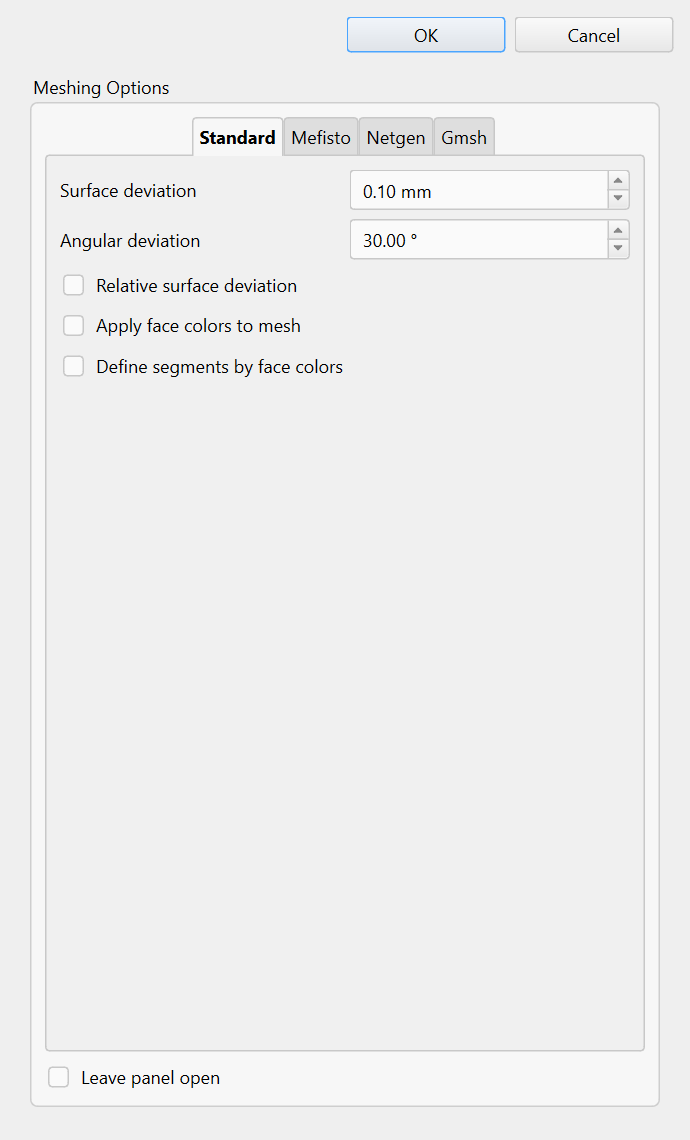 OK Cancel
Meshing Options
Standard Mefisto Netgen Gmsh
Surface deviation 0.10 mm
Angular deviation 30.00 °
Relative surface deviation
Apply face colors to mesh
Define segments by face colors
Leave panel open